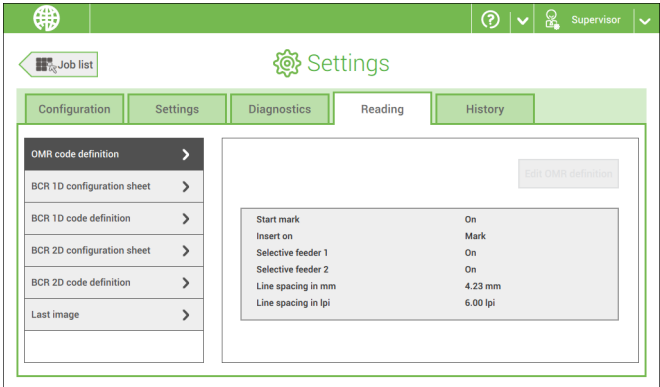 Supervisor
Job list
Settings
Configuration
Settings
Diagnostics
Reading
History
OMR code definition
BCR 1D configuration sheet
BCR 1D code definition
BCR 2D configuration sheet
BCR 2D code definition
Last image
Edit OMR definition
Start mark On
Insert on Mark
Selective feeder 1 On
Selective feeder 2 On
Line spacing in mm 4.23 mm
Line spacing in lpi 6.00 lpi